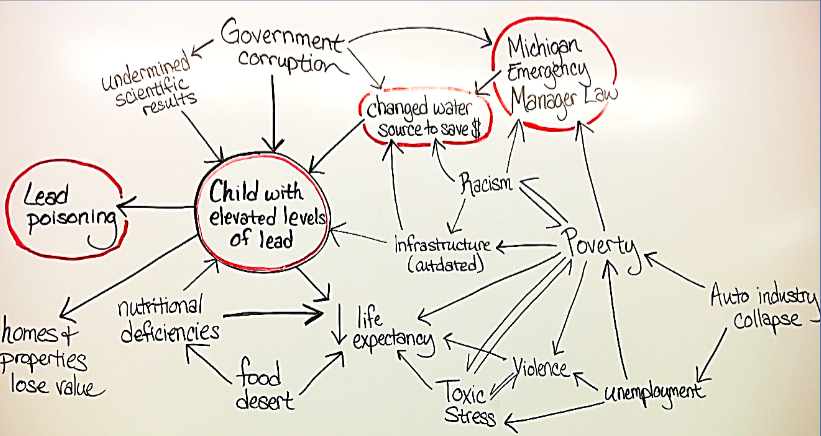 Government
corruption
undermined
scientific
results
Michigan
Emergency
Manager Law
changed water
source to save $
Racism
Lead
poisoning
Child with
elevated levels
of lead
infrastructure
(outdated)
Poverty
Auto industry
collapse
homes &
properties
lose value
nutritional
deficiencies
↓ life
expectancy
food
desert
Toxic
Stress
Violence
unemployment